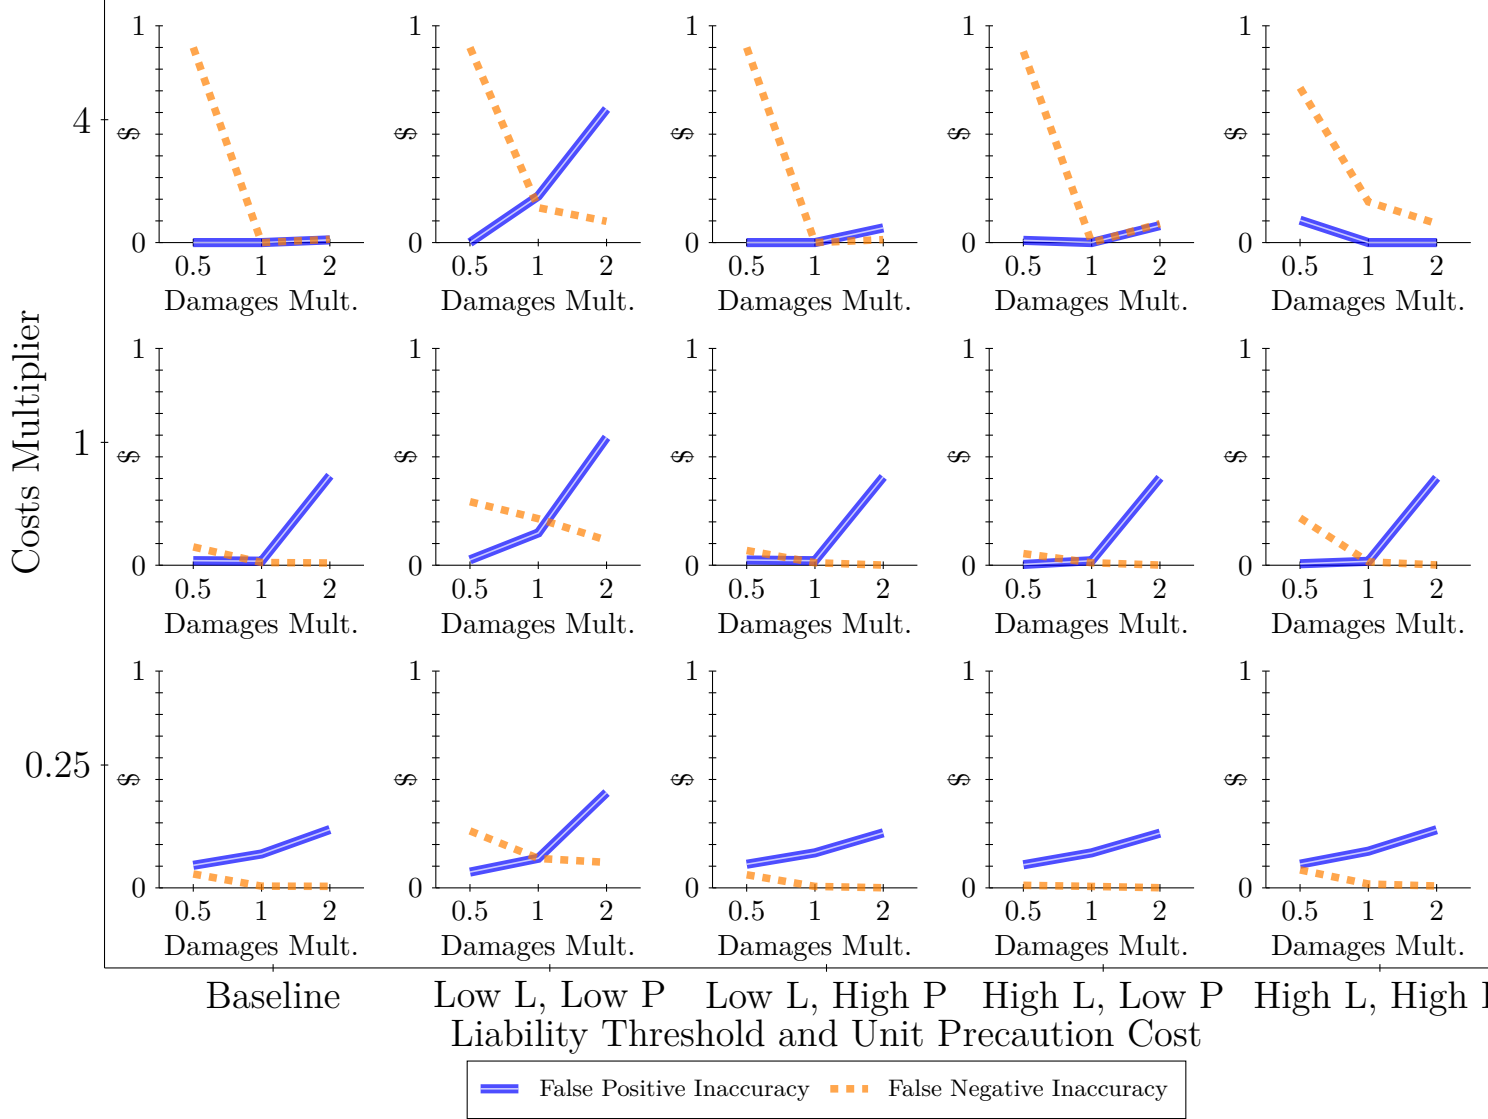 Costs Multiplier
4
1
0.25
1
$
0
0.5 1 2
Damages Mult.
1
$
0
0.5 1 2
Damages Mult.
1
$
0
0.5 1 2
Damages Mult.
1
$
0
0.5 1 2
Damages Mult.
1
$
0
0.5 1 2
Damages Mult.
1
$
0
0.5 1 2
Damages Mult.
1
$
0
0.5 1 2
Damages Mult.
1
$
0
0.5 1 2
Damages Mult.
1
$
0
0.5 1 2
Damages Mult.
1
$
0
0.5 1 2
Damages Mult.
1
$
0
0.5 1 2
Damages Mult.
1
$
0
0.5 1 2
Damages Mult.
1
$
0
0.5 1 2
Damages Mult.
1
$
0
0.5 1 2
Damages Mult.
1
$
0
0.5 1 2
Damages Mult.
Baseline
Low L, Low P
Low L, High P
High L, Low P
High L, High
Liability Threshold and Unit Precaution Cost
False Positive Inaccuracy
False Negative Inaccuracy